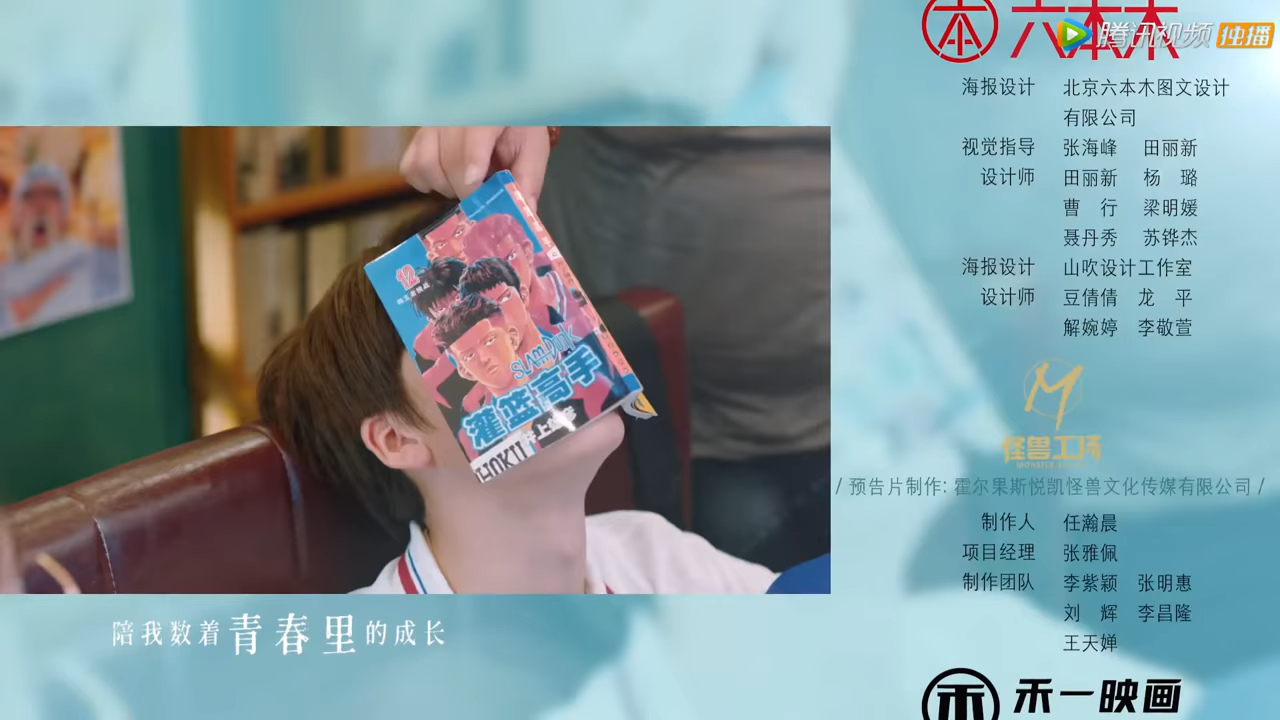 六本木
腾讯视频 独播
海报设计 北京六本木图文设计
有限公司
视觉指导 张海峰 田丽新
设计师 田丽新 杨 璐
曹 行 梁明媛
聂丹秀 苏铧杰
海报设计 山吹设计工作室
设计师 豆倩倩 龙 平
解婉婷 李敬萱
怪兽工场
/ 预告片制作: 霍尔果斯悦凯怪兽文化传媒有限公司 /
制作人 任瀚晨
项目经理 张雅佩
制作团队 李紫颖 张明惠
刘 辉 李昌隆
王天婵
禾一映画
12
SLAM DUNK
灌篮高手
陪我数着青春里的成长